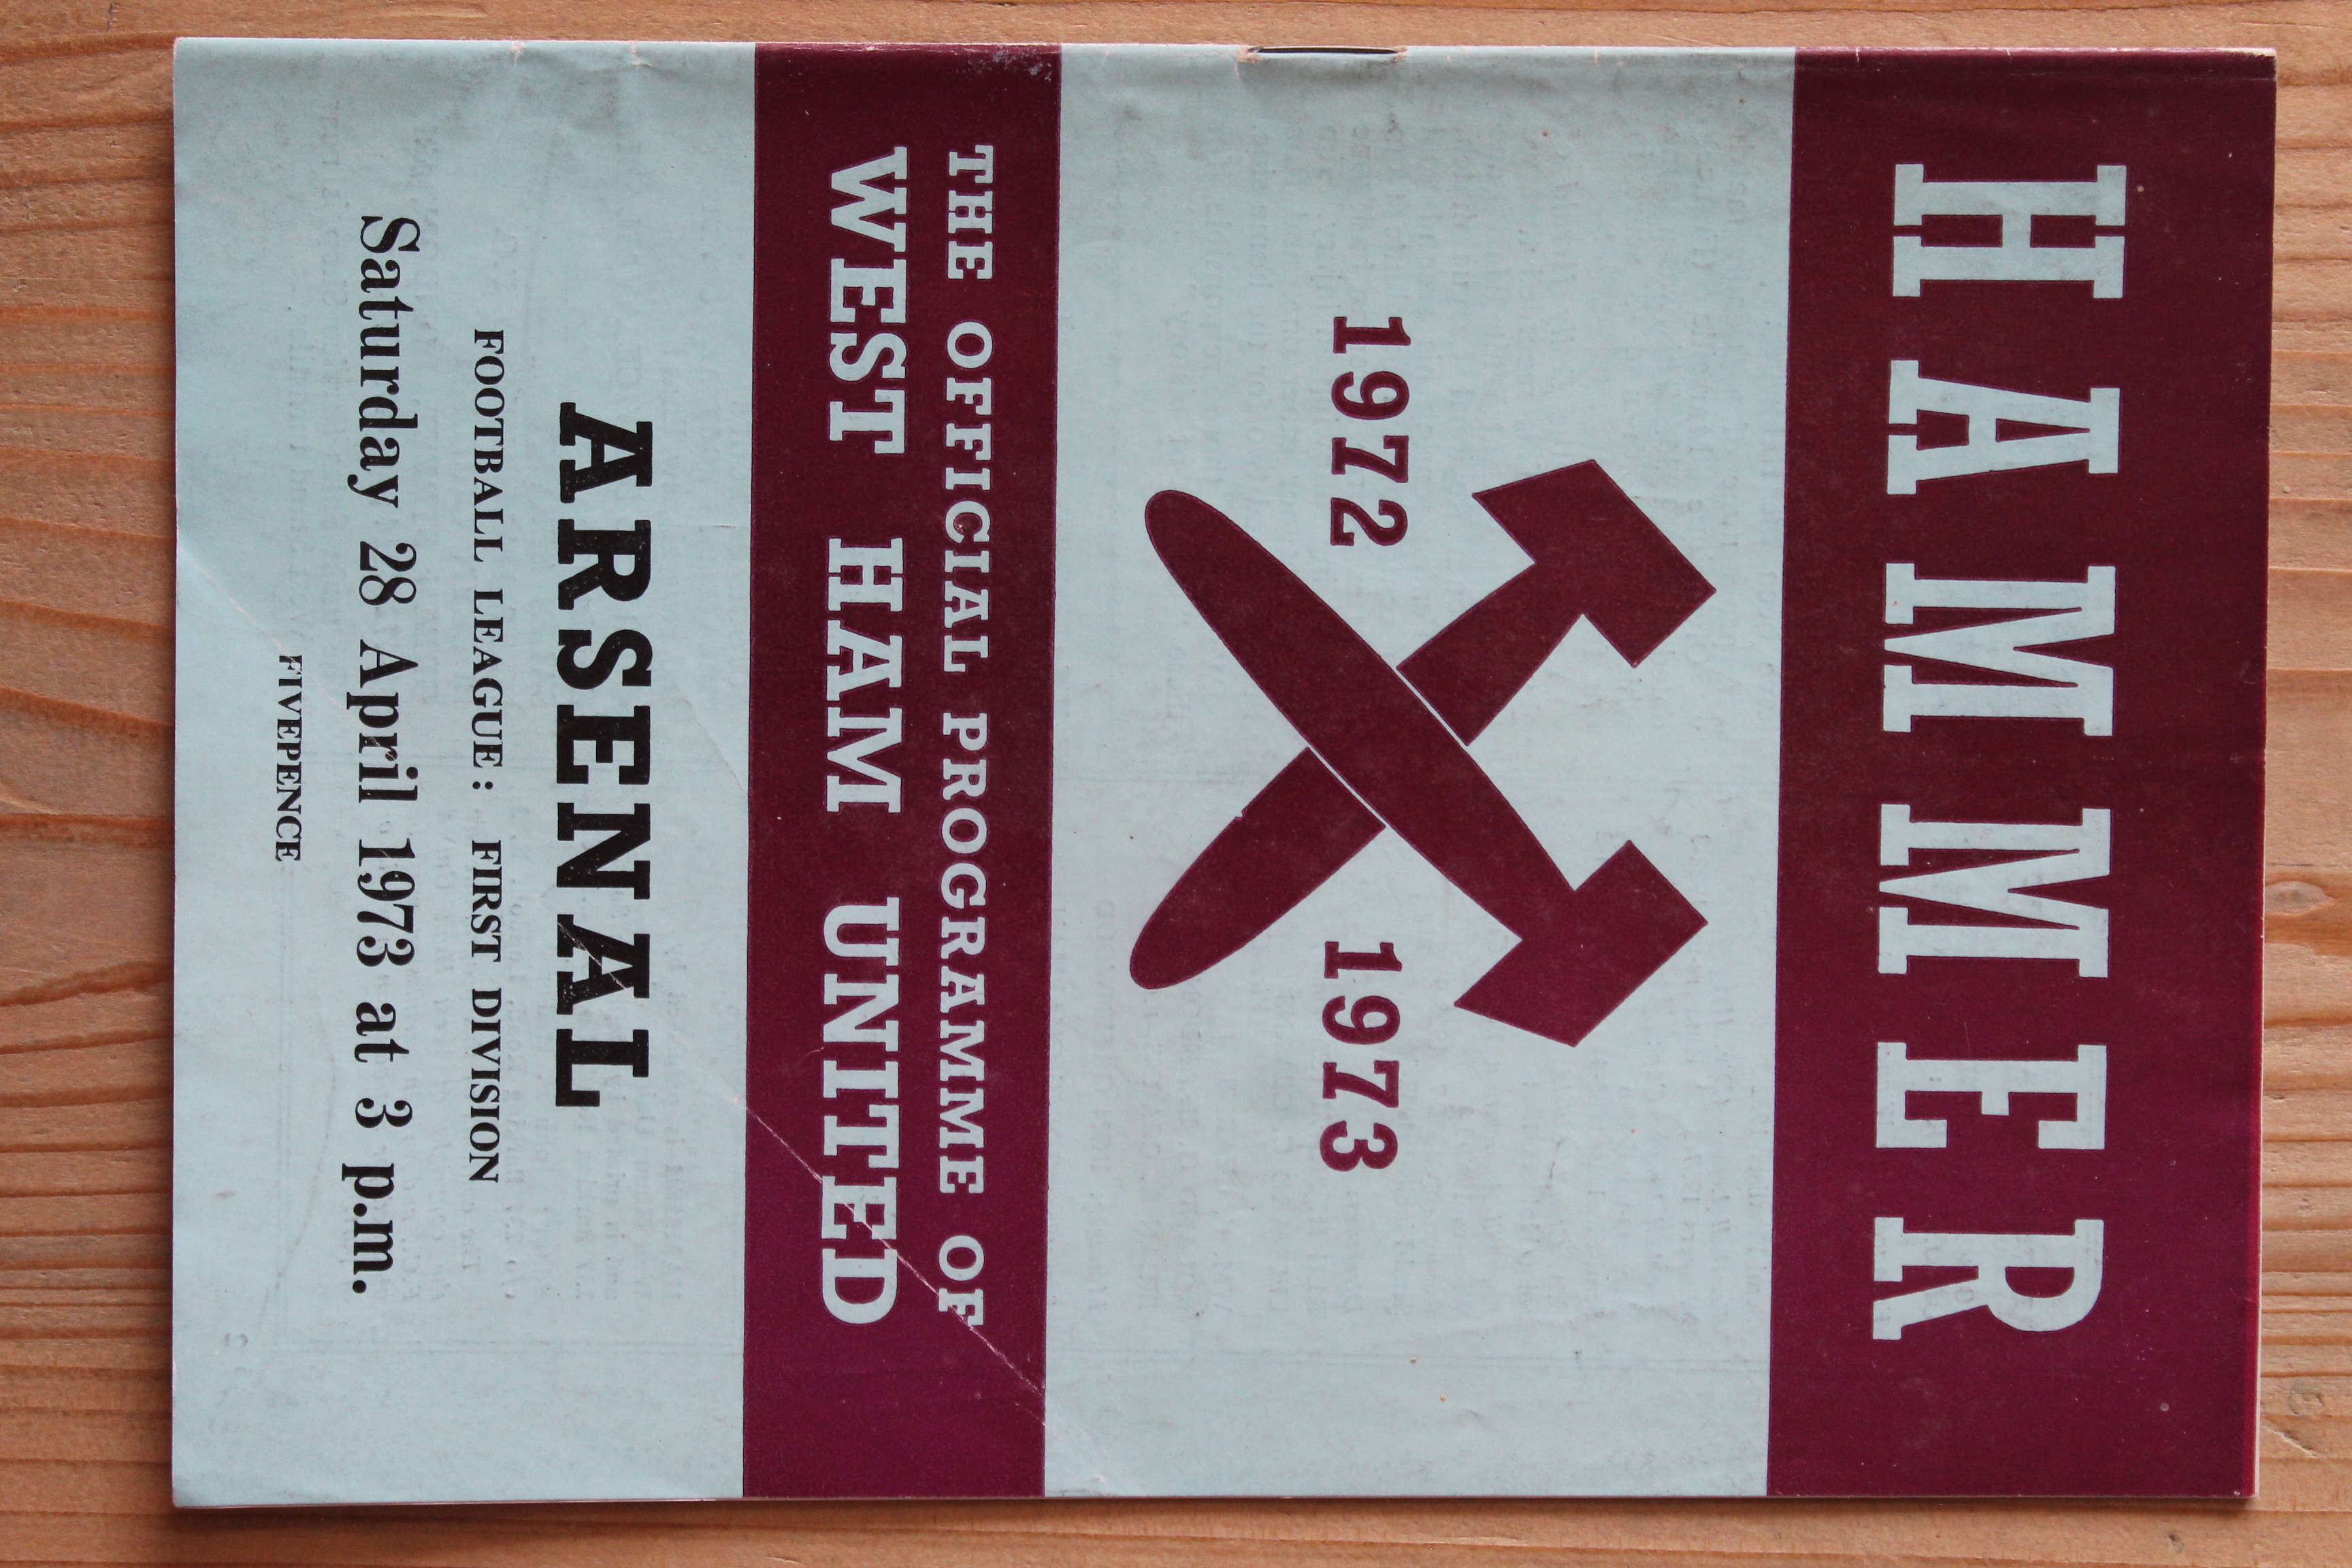 HAMMER
1972 1973
THE OFFICIAL PROGRAMME OF
WEST HAM UNITED
ARSENAL
FOOTBALL LEAGUE: FIRST DIVISION
Saturday 28 April 1973 at 3 p.m.
FIVEPENCE